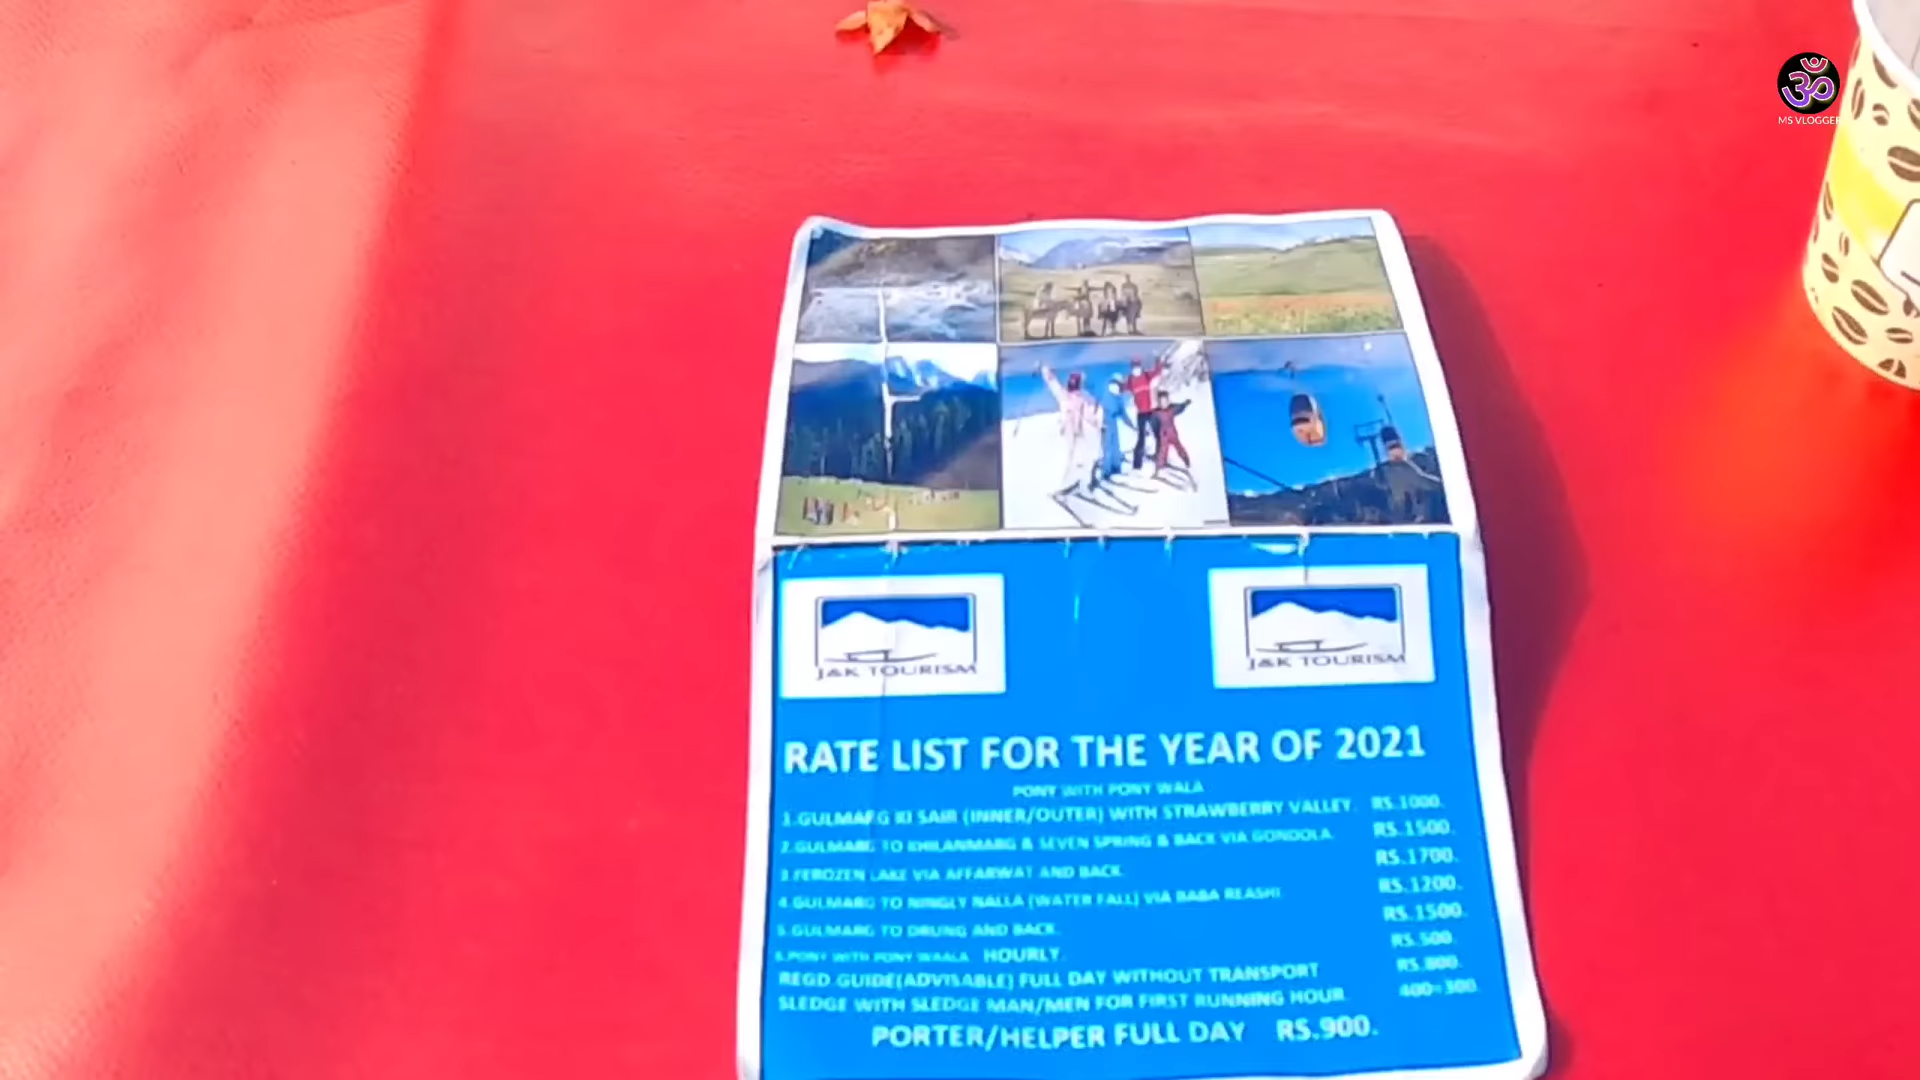 MS VLOGGER
J&K TOURISM
J&K TOURISM
RATE LIST FOR THE YEAR OF 2021
PONY WITH PONY WALA
1.GULMARG KI SAIR (INNER/OUTER) WITH STRAWBERRY VALLEY. RS.1000.
2.GULMARG TO KHILANMARG & SEVEN SPRING & BACK VIA GONDOLA. RS.1500.
3.FEROZEN LAKE VIA AFFARWAT AND BACK. RS.1700.
4.GULMARG TO NINGLY NALLA (WATER FALL) VIA BABA REASHI. RS.1200.
5.GULMARG TO DRUNG AND BACK. RS.1500.
6.PONY WITH PONY WAALA HOURLY. RS.500.
REGD.GUIDE(ADVISABLE) FULL DAY WITHOUT TRANSPORT RS.800.
SLEDGE WITH SLEDGE MAN/MEN FOR FIRST RUNNING HOUR. 400=300.
PORTER/HELPER FULL DAY RS.900.